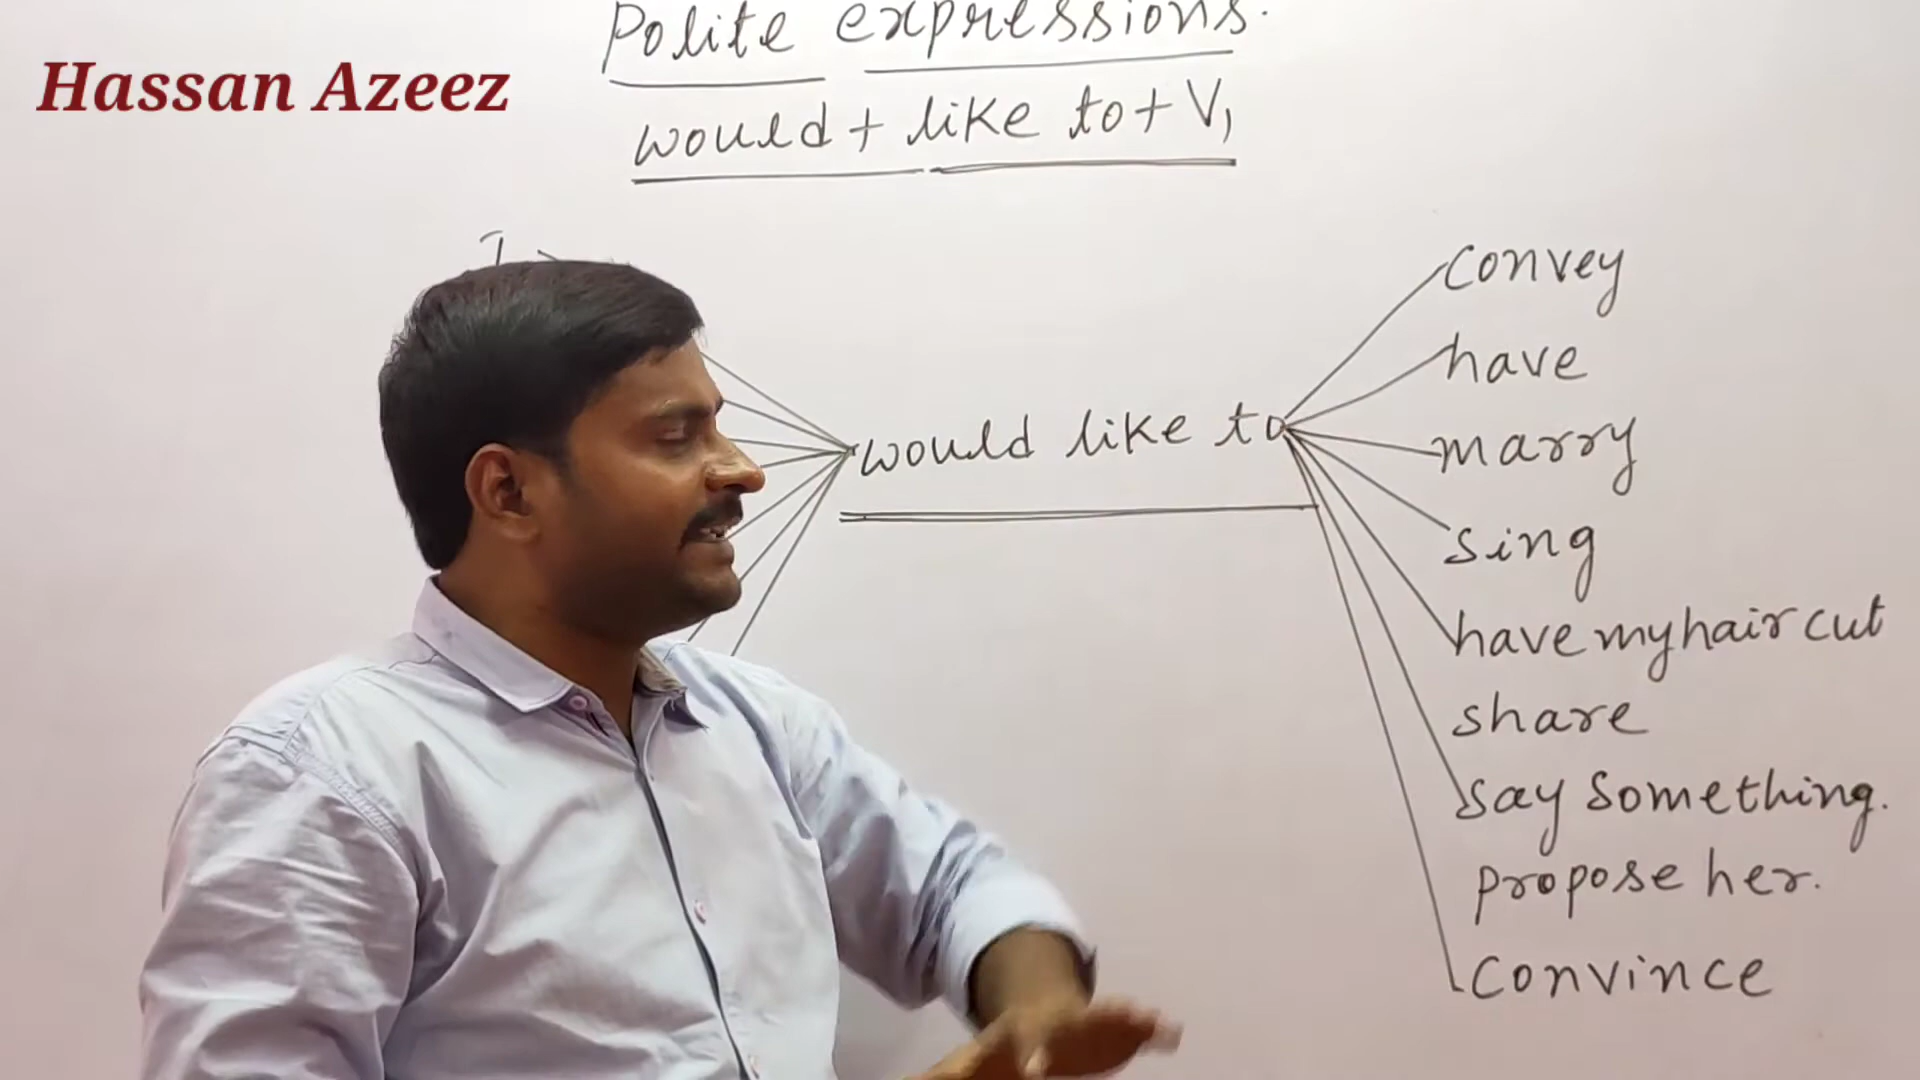 Polite expressions.
Hassan Azeez
would + like to + V1
I
would like to
convey
have
marry
sing
have my hair cut
share
say something.
propose her.
convince